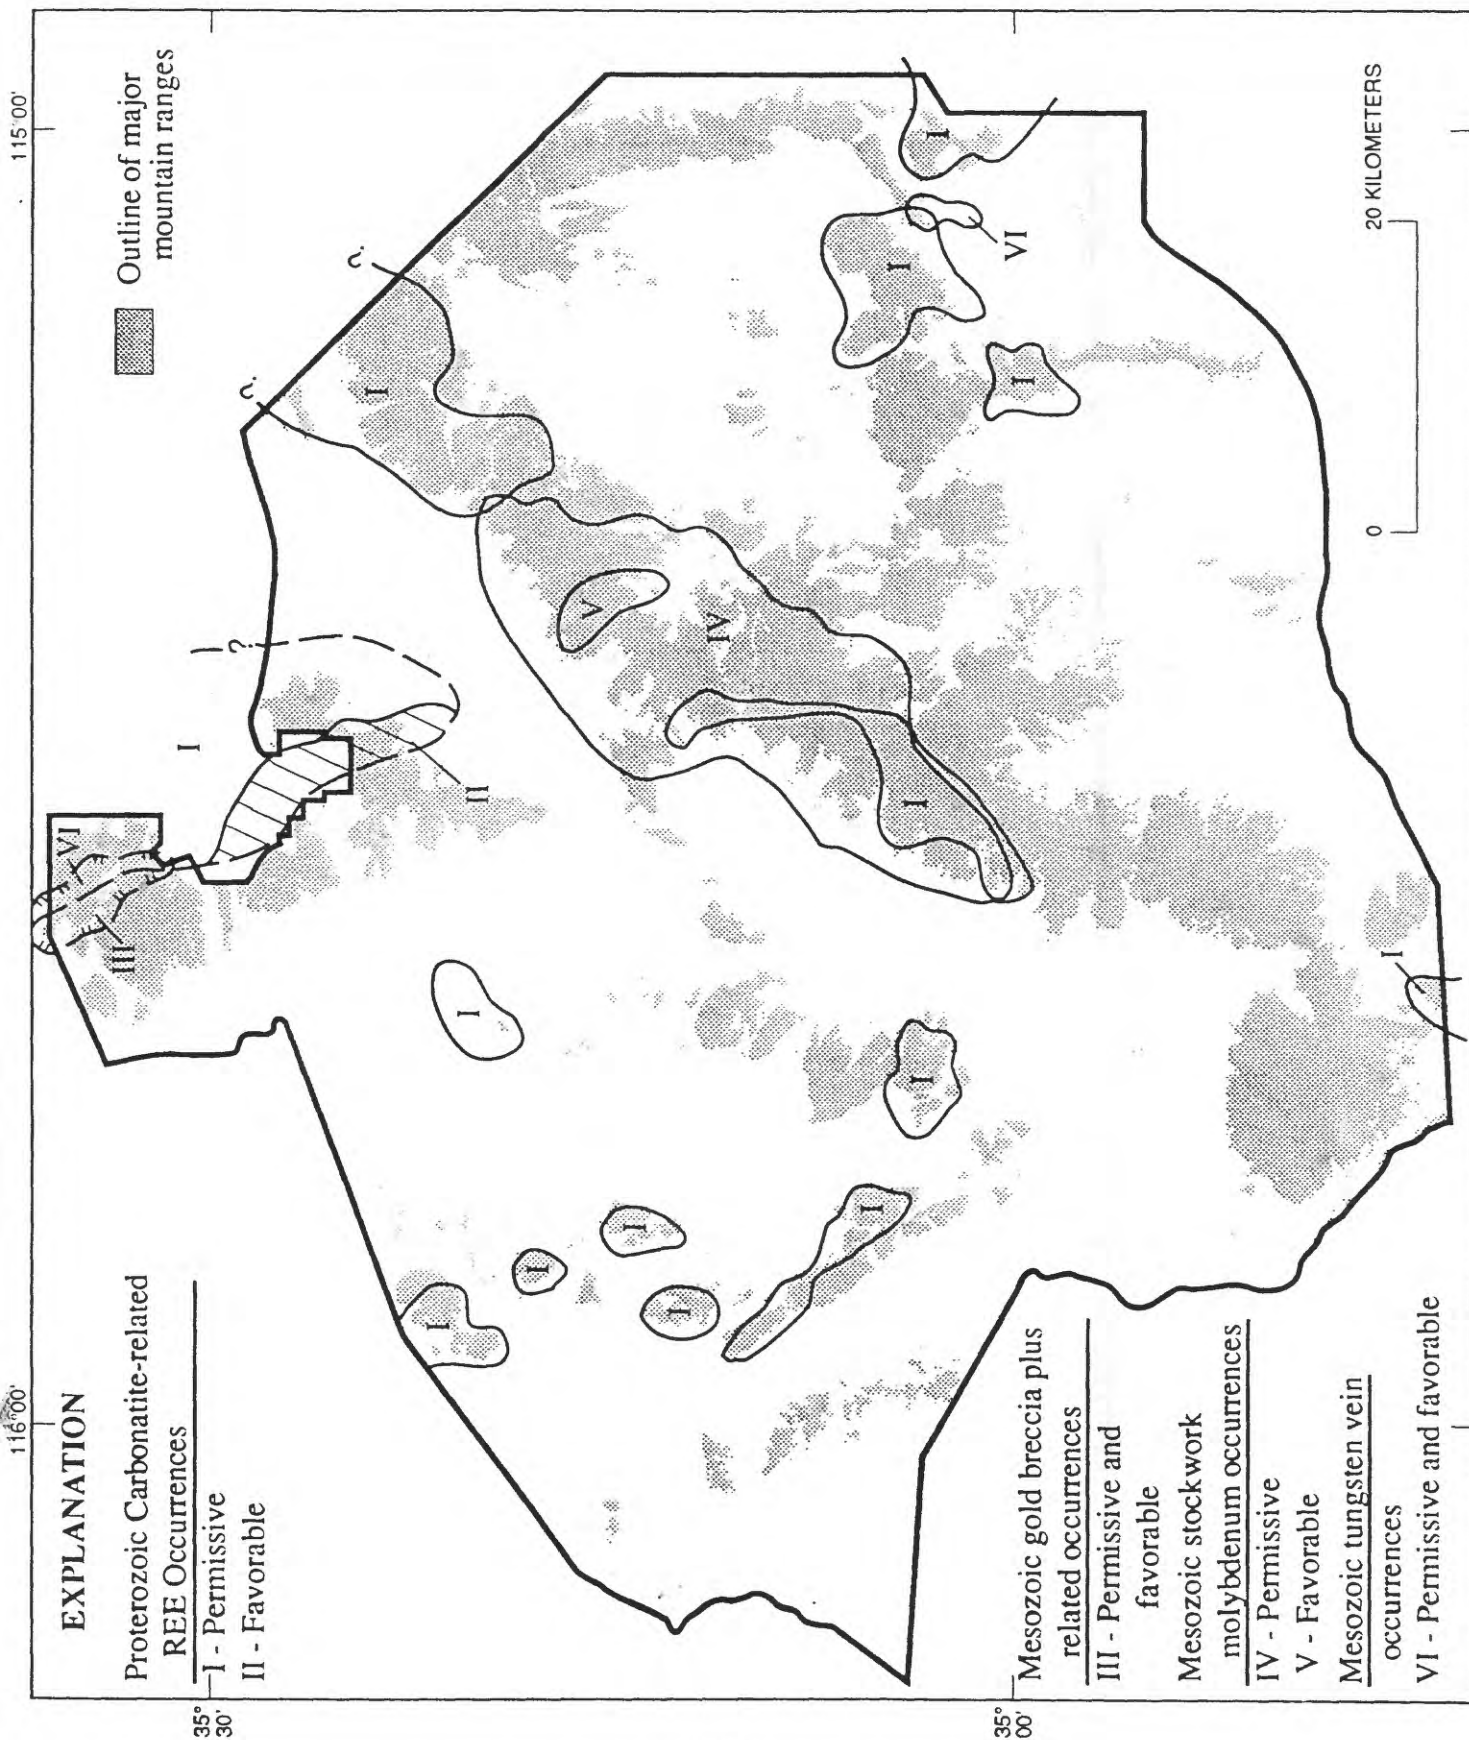 EXPLANATION
Proterozoic Carbonatite-related
REE Occurrences
I - Permissive
II - Favorable
Mesozoic gold breccia plus
related occurrences
III - Permissive and
favorable
Mesozoic stockwork
molybdenum occurrences
IV - Permissive
V - Favorable
Mesozoic tungsten vein
occurrences
VI - Permissive and favorable
Outline of major
mountain ranges
116°00'
115°00'
35°
30'
35°
00'
III
VI
I
II
?
?
?
I
I
I
I
I
I
I
I
V
IV
I
I
I
I
VI
I
I
0
20 KILOMETERS